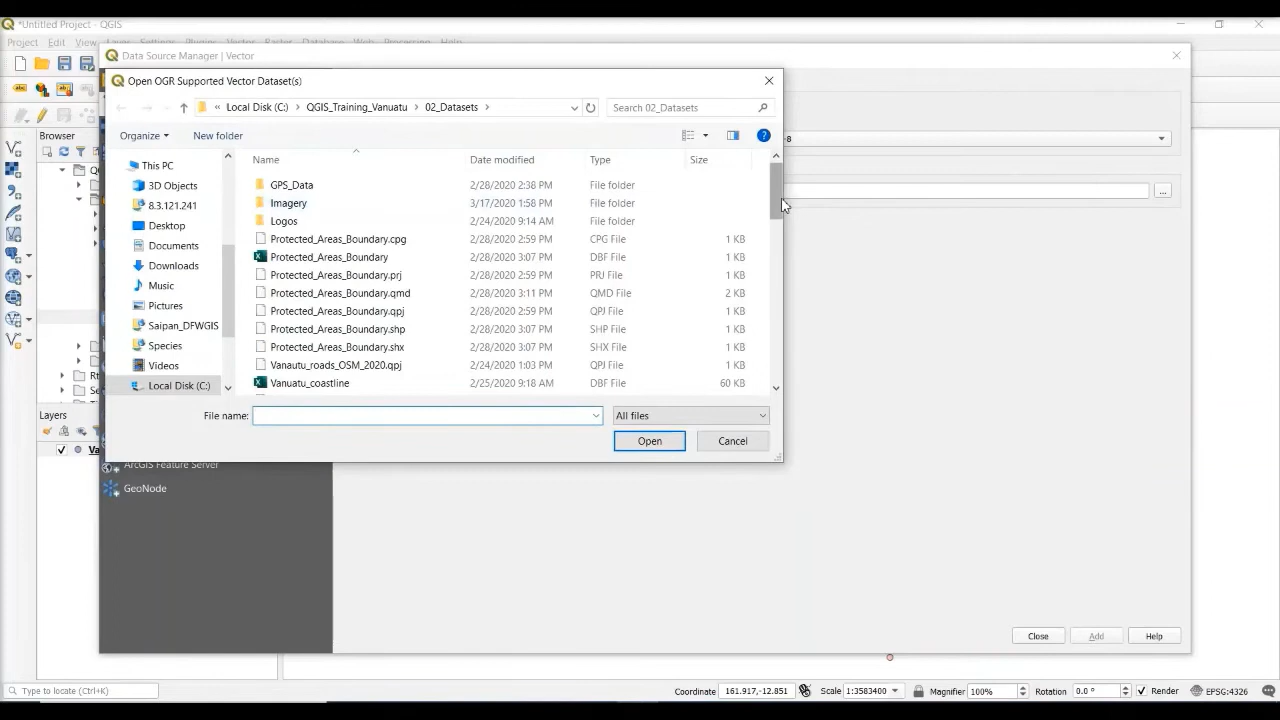 *Untitled Project - QGIS
Project Edit View Layer Settings Plugins Vector Raster Database Web Processing Help
Data Source Manager | Vector
Open OGR Supported Vector Dataset(s)
« Local Disk (C:) › QGIS_Training_Vanuatu › 02_Datasets ›
Search 02_Datasets
Organize
New folder
Browser
Name Date modified Type Size
This PC
3D Objects
8.3.121.241
Desktop
Documents
Downloads
Music
Pictures
Saipan_DFWGIS
Species
Videos
Local Disk (C:)
GPS_Data 2/28/2020 2:38 PM File folder
Imagery 3/17/2020 1:58 PM File folder
Logos 2/24/2020 9:14 AM File folder
Protected_Areas_Boundary.cpg 2/28/2020 2:59 PM CPG File 1 KB
Protected_Areas_Boundary 2/28/2020 3:07 PM DBF File 1 KB
Protected_Areas_Boundary.prj 2/28/2020 2:59 PM PRJ File 1 KB
Protected_Areas_Boundary.qmd 2/28/2020 3:11 PM QMD File 2 KB
Protected_Areas_Boundary.qpj 2/28/2020 2:59 PM QPJ File 1 KB
Protected_Areas_Boundary.shp 2/28/2020 3:07 PM SHP File 1 KB
Protected_Areas_Boundary.shx 2/28/2020 3:07 PM SHX File 1 KB
Vanautu_roads_OSM_2020.qpj 2/24/2020 1:03 PM QPJ File 1 KB
Vanuatu_coastline 2/25/2020 9:18 AM DBF File 60 KB
Layers
File name:
All files
Open
Cancel
ArcGIS Feature Server
GeoNode
Close
Add
Help
Type to locate (Ctrl+K)
Coordinate 161.917,-12.851
Scale 1:3583400
Magnifier 100%
Rotation 0.0 °
Render
EPSG:4326